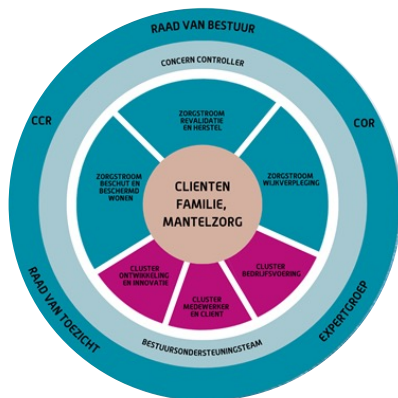 RAAD VAN BESTUUR
CONCERN CONTROLLER
CCR
COR
ZORGSTROOM
REVALIDATIE
EN HERSTEL
ZORGSTROOM
BESCHUT EN
BESCHERMD
WONEN
CLIENTEN
FAMILIE,
MANTELZORG
ZORGSTROOM
WIJKVERPLEGING
CLUSTER
ONTWIKKELING
EN INNOVATIE
CLUSTER
MEDEWERKER
EN CLIENT
CLUSTER
BEDRIJFSVOERING
RAAD VAN TOEZICHT
BESTUURSONDERSTEUNINGSTEAM
EXPERTGROEP